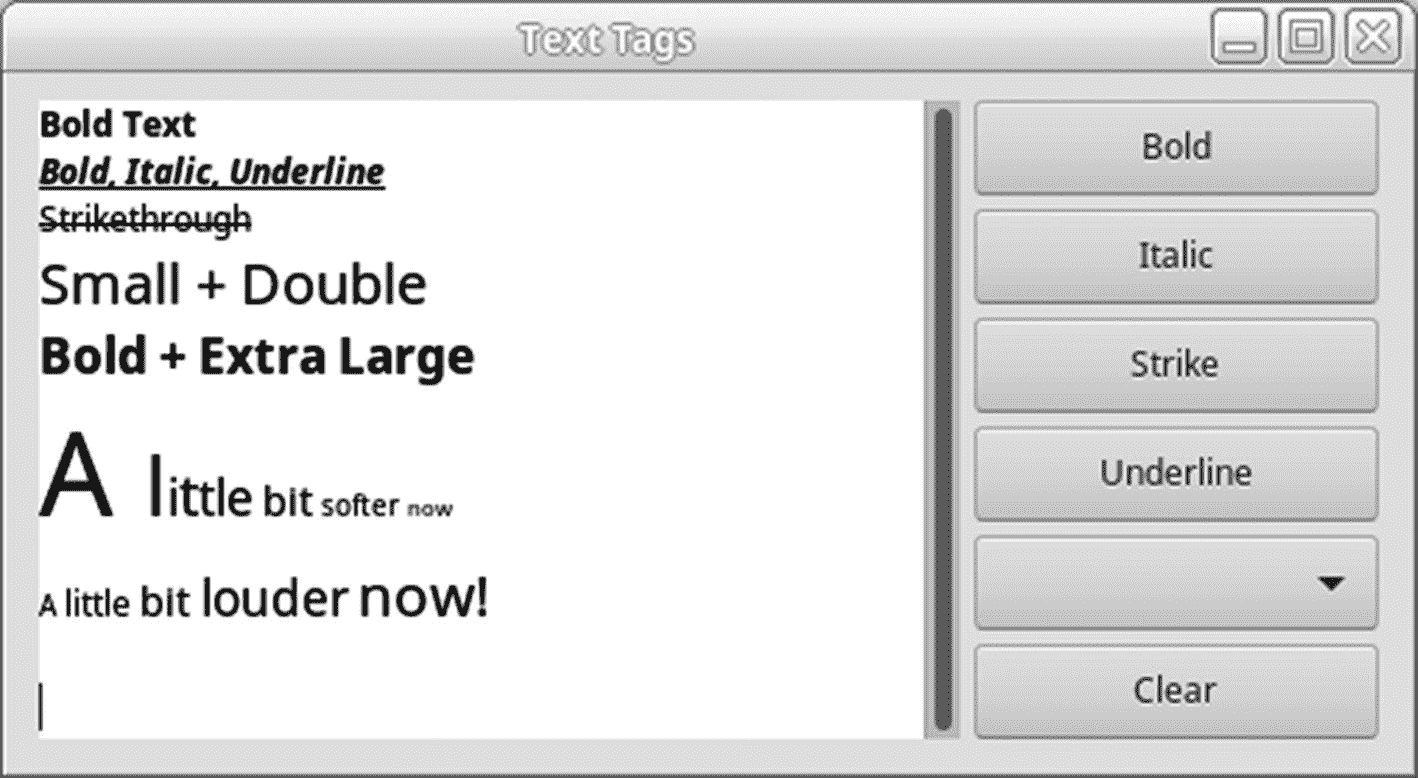 Text Tags
Bold Text
Bold, Italic, Underline
Strikethrough
Small + Double
Bold + Extra Large
A little bit softer now
A little bit louder now!
Bold
Italic
Strike
Underline
Clear